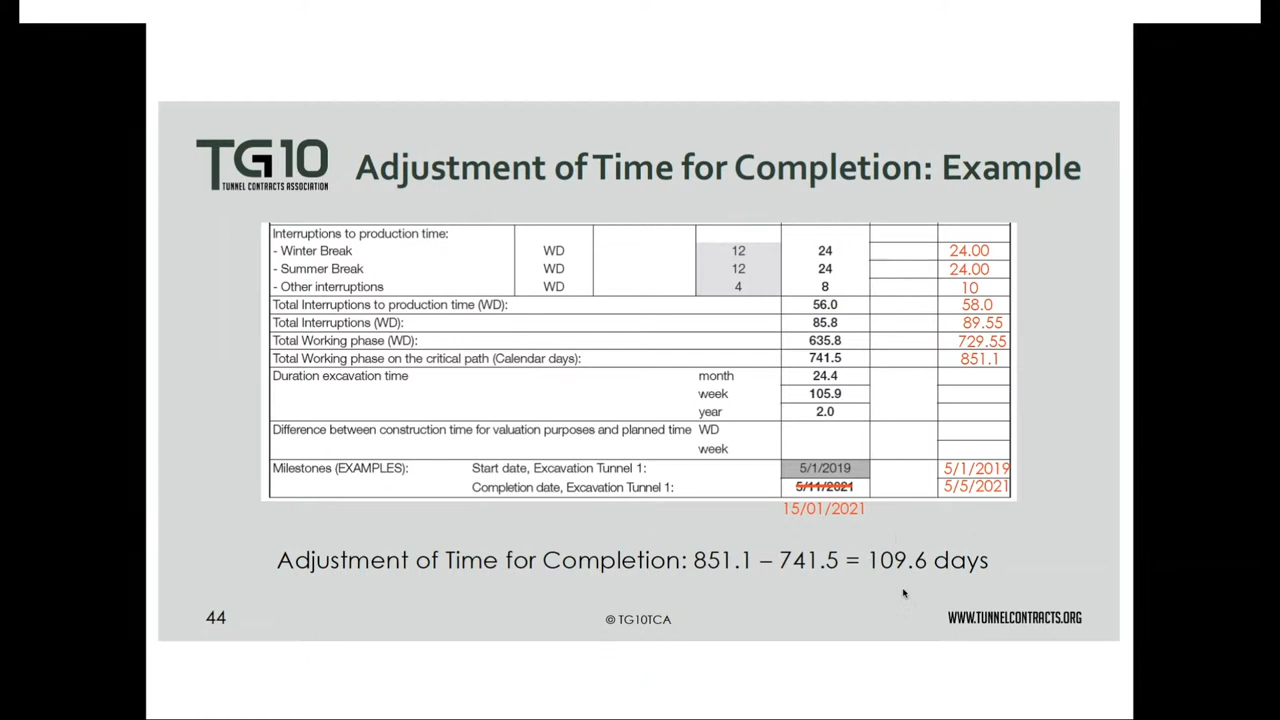 TG10
TUNNEL CONTRACTS ASSOCIATION
Adjustment of Time for Completion: Example
Interruptions to production time:
- Winter Break WD 12 24 24.00
- Summer Break WD 12 24 24.00
- Other interruptions WD 4 8 10
Total Interruptions to production time (WD): 56.0 58.0
Total Interruptions (WD): 85.8 89.55
Total Working phase (WD): 635.8 729.55
Total Working phase on the critical path (Calendar days): 741.5 851.1
Duration excavation time month 24.4
week 105.9
year 2.0
Difference between construction time for valuation purposes and planned time WD
week
Milestones (EXAMPLES): Start date, Excavation Tunnel 1: 5/1/2019 5/1/2019
Completion date, Excavation Tunnel 1: 5/11/2021 5/5/2021
15/01/2021
Adjustment of Time for Completion: 851.1 – 741.5 = 109.6 days
44 © TG10TCA WWW.TUNNELCONTRACTS.ORG